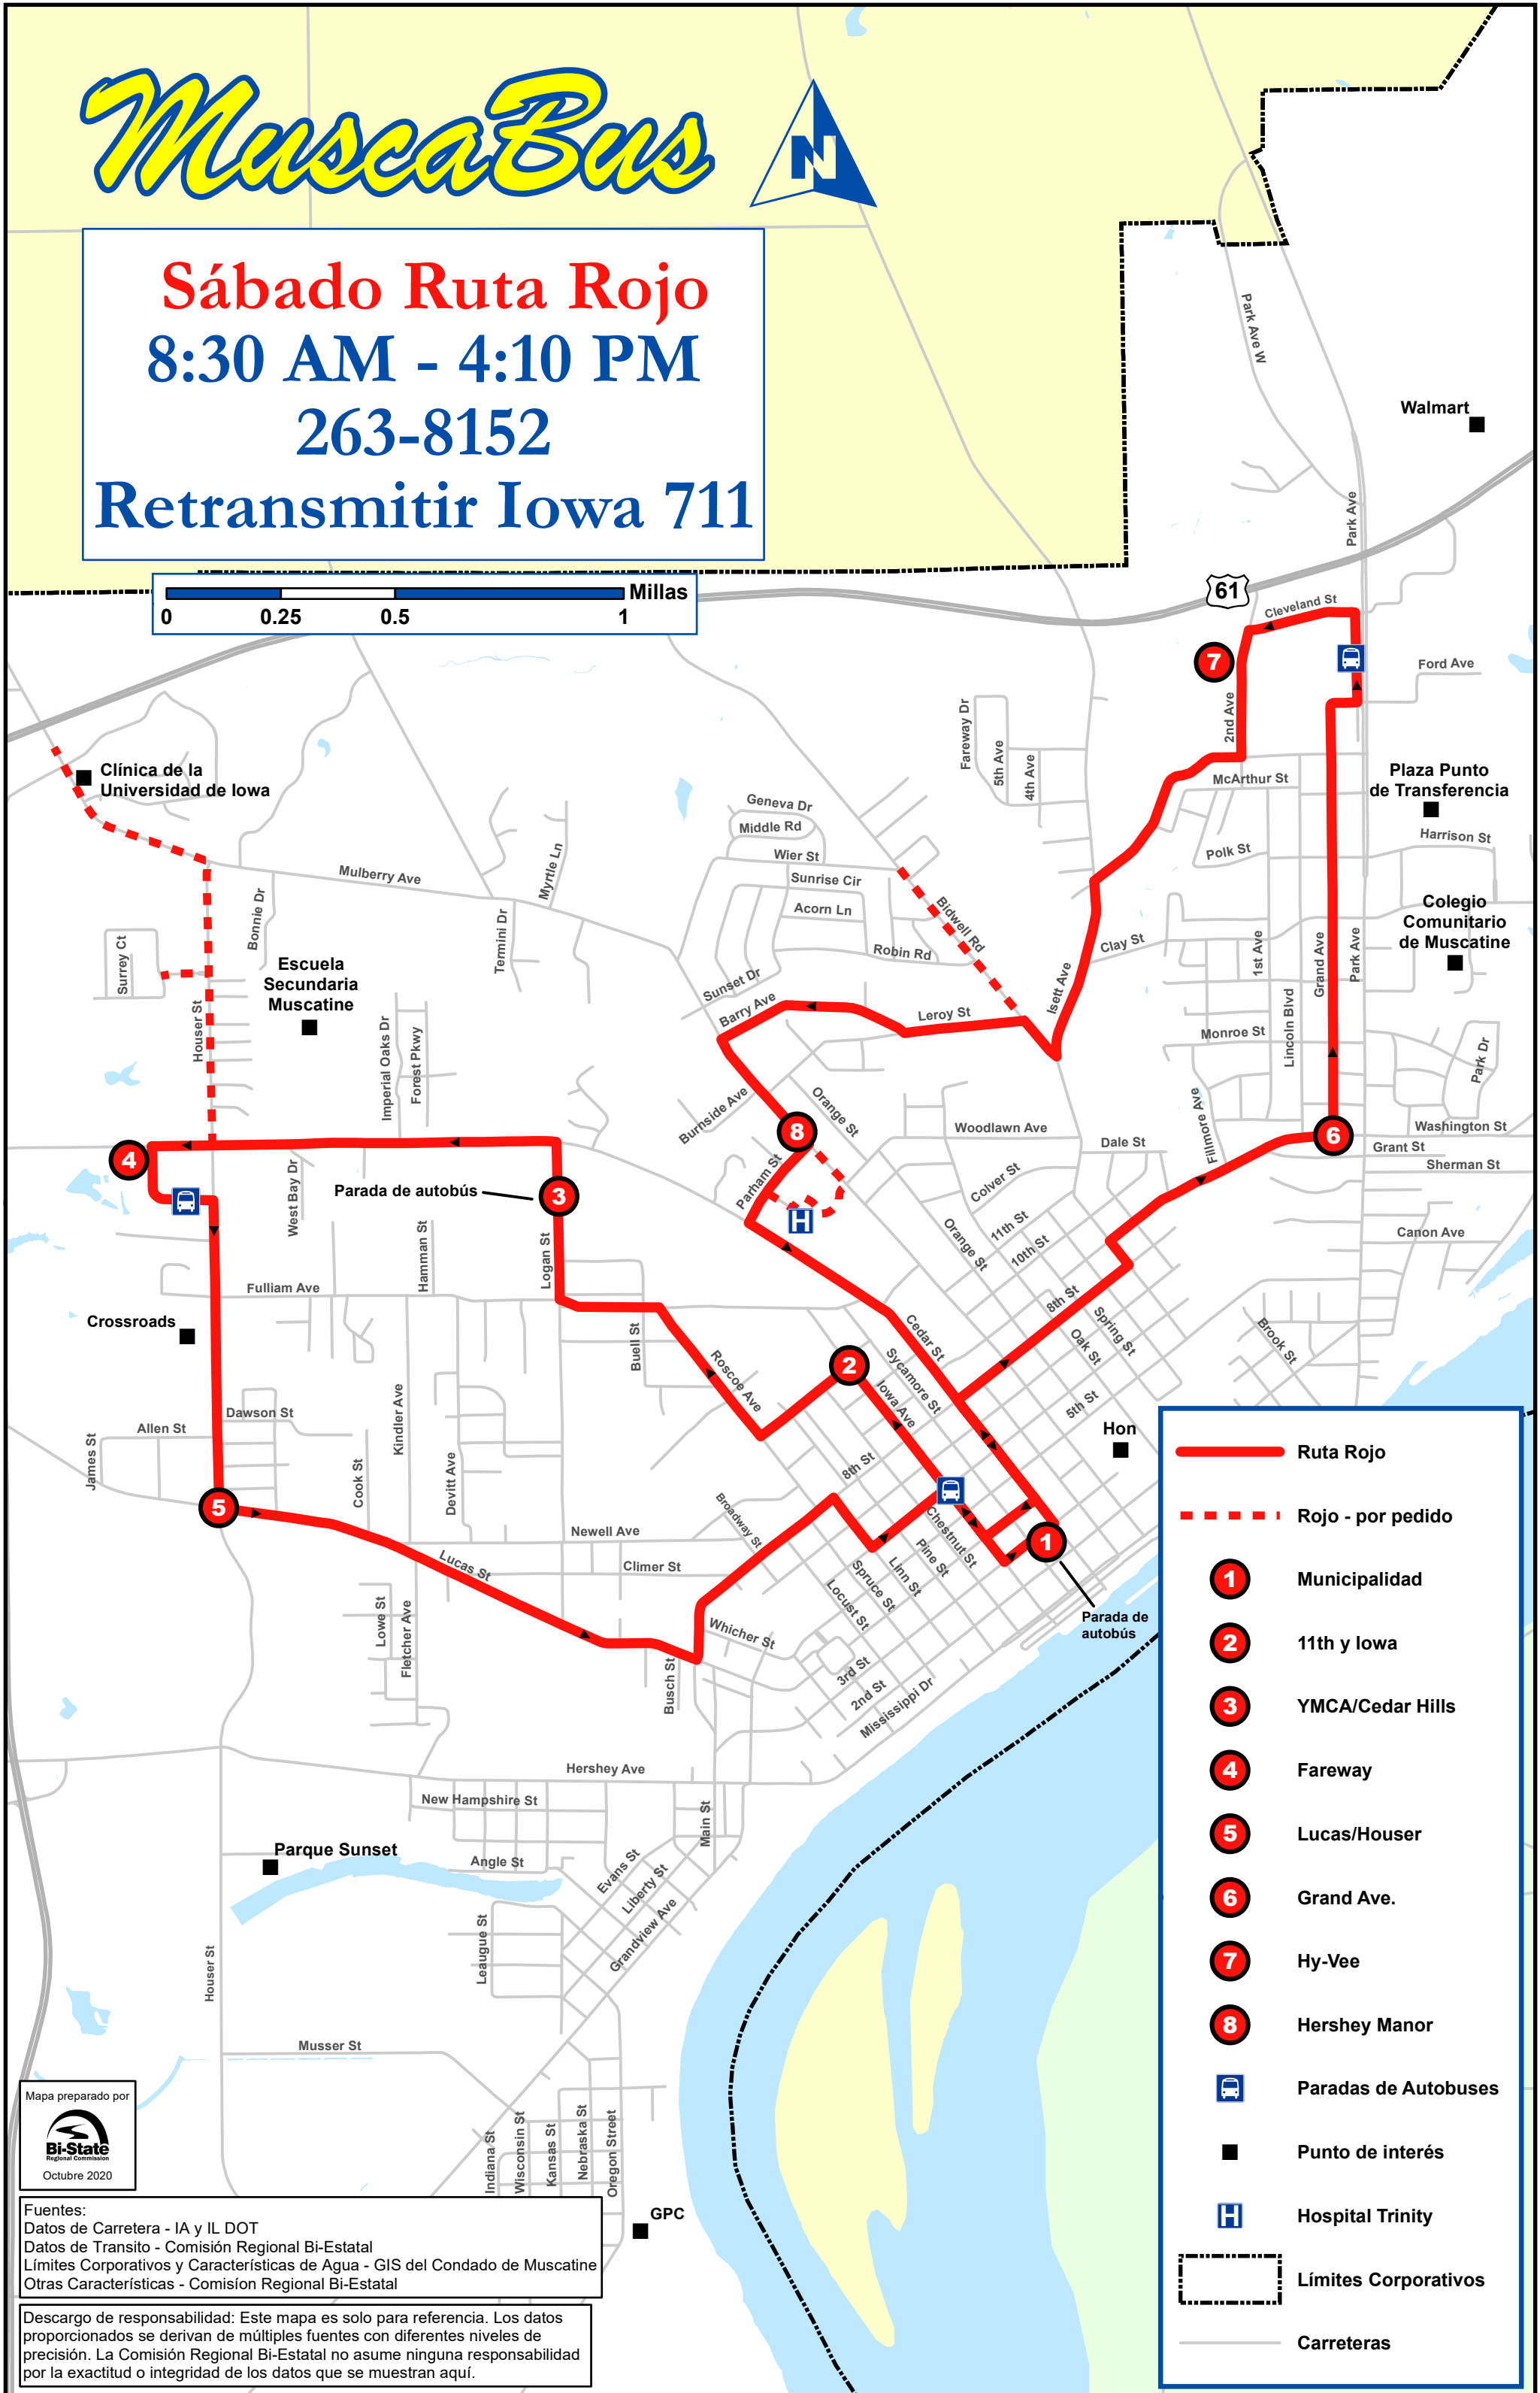 MuscaBus
N
Sábado Ruta Rojo
8:30 AM - 4:10 PM
263-8152
Retransmitir Iowa 711
Millas
0 0.25 0.5 1
Park Ave W
Walmart
Park Ave
61
Cleveland St
7
Ford Ave
2nd Ave
Fareway Dr
5th Ave
4th Ave
Clínica de la
Universidad de Iowa
McArthur St
Plaza Punto
de Transferencia
Geneva Dr
Middle Rd
Wier St
Harrison St
Polk St
Mulberry Ave
Myrtle Ln
Sunrise Cir
Acorn Ln
Bidwell Rd
Robin Rd
Bonnie Dr
Termini Dr
Surrey Ct
Clay St
1st Ave
Grand Ave
Park Ave
Colegio
Comunitario
de Muscatine
Escuela
Secundaria
Muscatine
Sunset Dr
Barry Ave
Leroy St
Isett Ave
Houser St
Imperial Oaks Dr
Forest Pkwy
Monroe St
Lincoln Blvd
Park Dr
Burnside Ave
Orange St
8
Woodlawn Ave
Dale St
Fillmore Ave
6
Washington St
Grant St
Sherman St
4
West Bay Dr
Parada de autobús
3
Parham St
H
Colver St
11th St
10th St
Orange St
Canon Ave
Hamman St
Logan St
Fulliam Ave
Crossroads
Buell St
Roscoe Ave
2
Cedar St
Sycamore St
Iowa Ave
8th St
Spring St
Oak St
Brook St
5th St
Hon
Kindler Ave
Dawson St
Allen St
James St
Cook St
Devitt Ave
8th St
5
Broadway St
Newell Ave
Climer St
Lucas St
Chestnut St
Pine St
Linn St
Spruce St
Locust St
1
Parada de
autobús
Lowe St
Fletcher Ave
Whicher St
Busch St
3rd St
2nd St
Mississippi Dr
Hershey Ave
New Hampshire St
Main St
Parque Sunset
Angle St
Evans St
Liberty St
Grandview Ave
Leaugue St
Houser St
Musser St
Indiana St
Wisconsin St
Kansas St
Nebraska St
Oregon Street
GPC
Ruta Rojo
Rojo - por pedido
1 Municipalidad
2 11th y Iowa
3 YMCA/Cedar Hills
4 Fareway
5 Lucas/Houser
6 Grand Ave.
7 Hy-Vee
8 Hershey Manor
Paradas de Autobuses
Punto de interés
H Hospital Trinity
Límites Corporativos
Carreteras
Mapa preparado por
Bi-State
Regional Commission
Octubre 2020
Fuentes:
Datos de Carretera - IA y IL DOT
Datos de Transito - Comisión Regional Bi-Estatal
Límites Corporativos y Características de Agua - GIS del Condado de Muscatine
Otras Características - Comisíon Regional Bi-Estatal
Descargo de responsabilidad: Este mapa es solo para referencia. Los datos
proporcionados se derivan de múltiples fuentes con diferentes niveles de
precisión. La Comisión Regional Bi-Estatal no asume ninguna responsabilidad
por la exactitud o integridad de los datos que se muestran aquí.